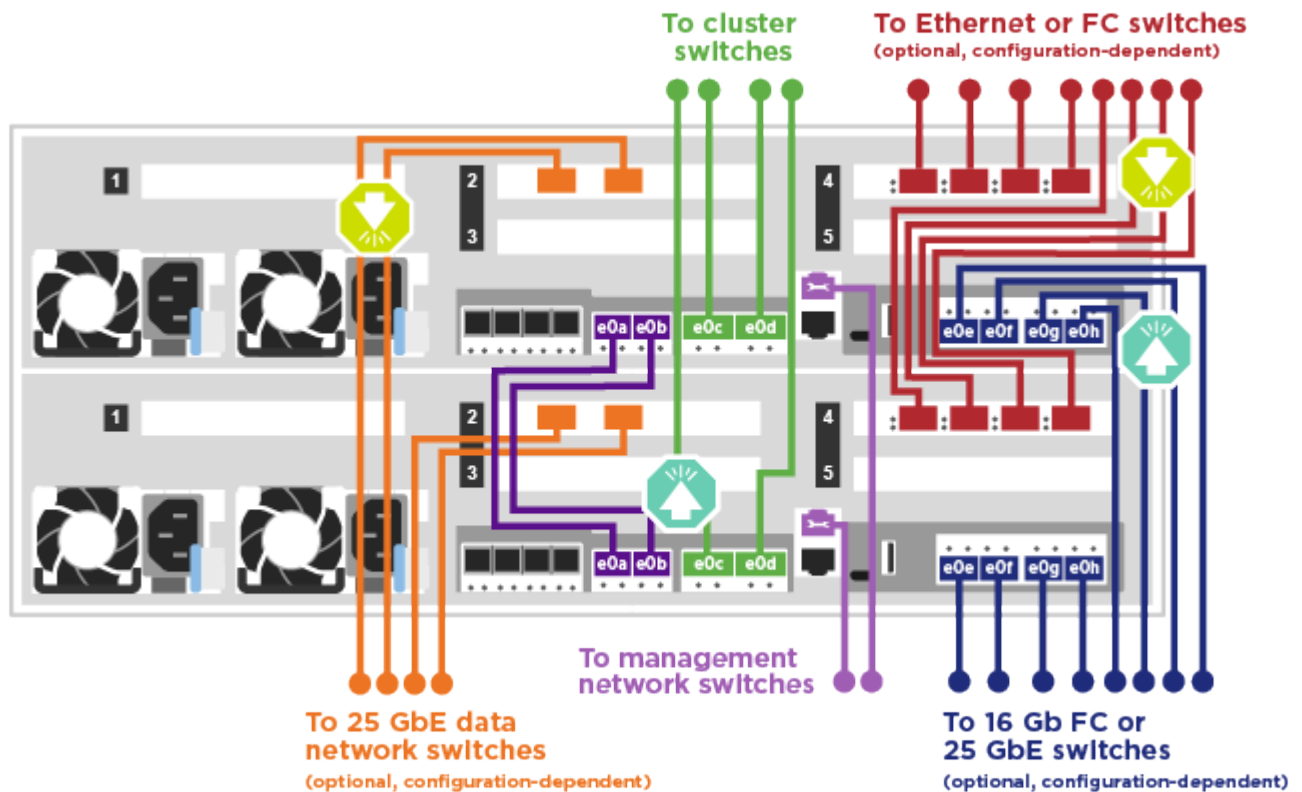 To cluster
switches
To Ethernet or FC switches
(optional, configuration-dependent)
1
2
3
4
5
e0a
e0b
e0c
e0d
e0e
e0f
e0g
e0h
1
2
3
4
5
e0a
e0b
e0c
e0d
e0e
e0f
e0g
e0h
To management
network switches
To 25 GbE data
network switches
(optional, configuration-dependent)
To 16 Gb FC or
25 GbE switches
(optional, configuration-dependent)